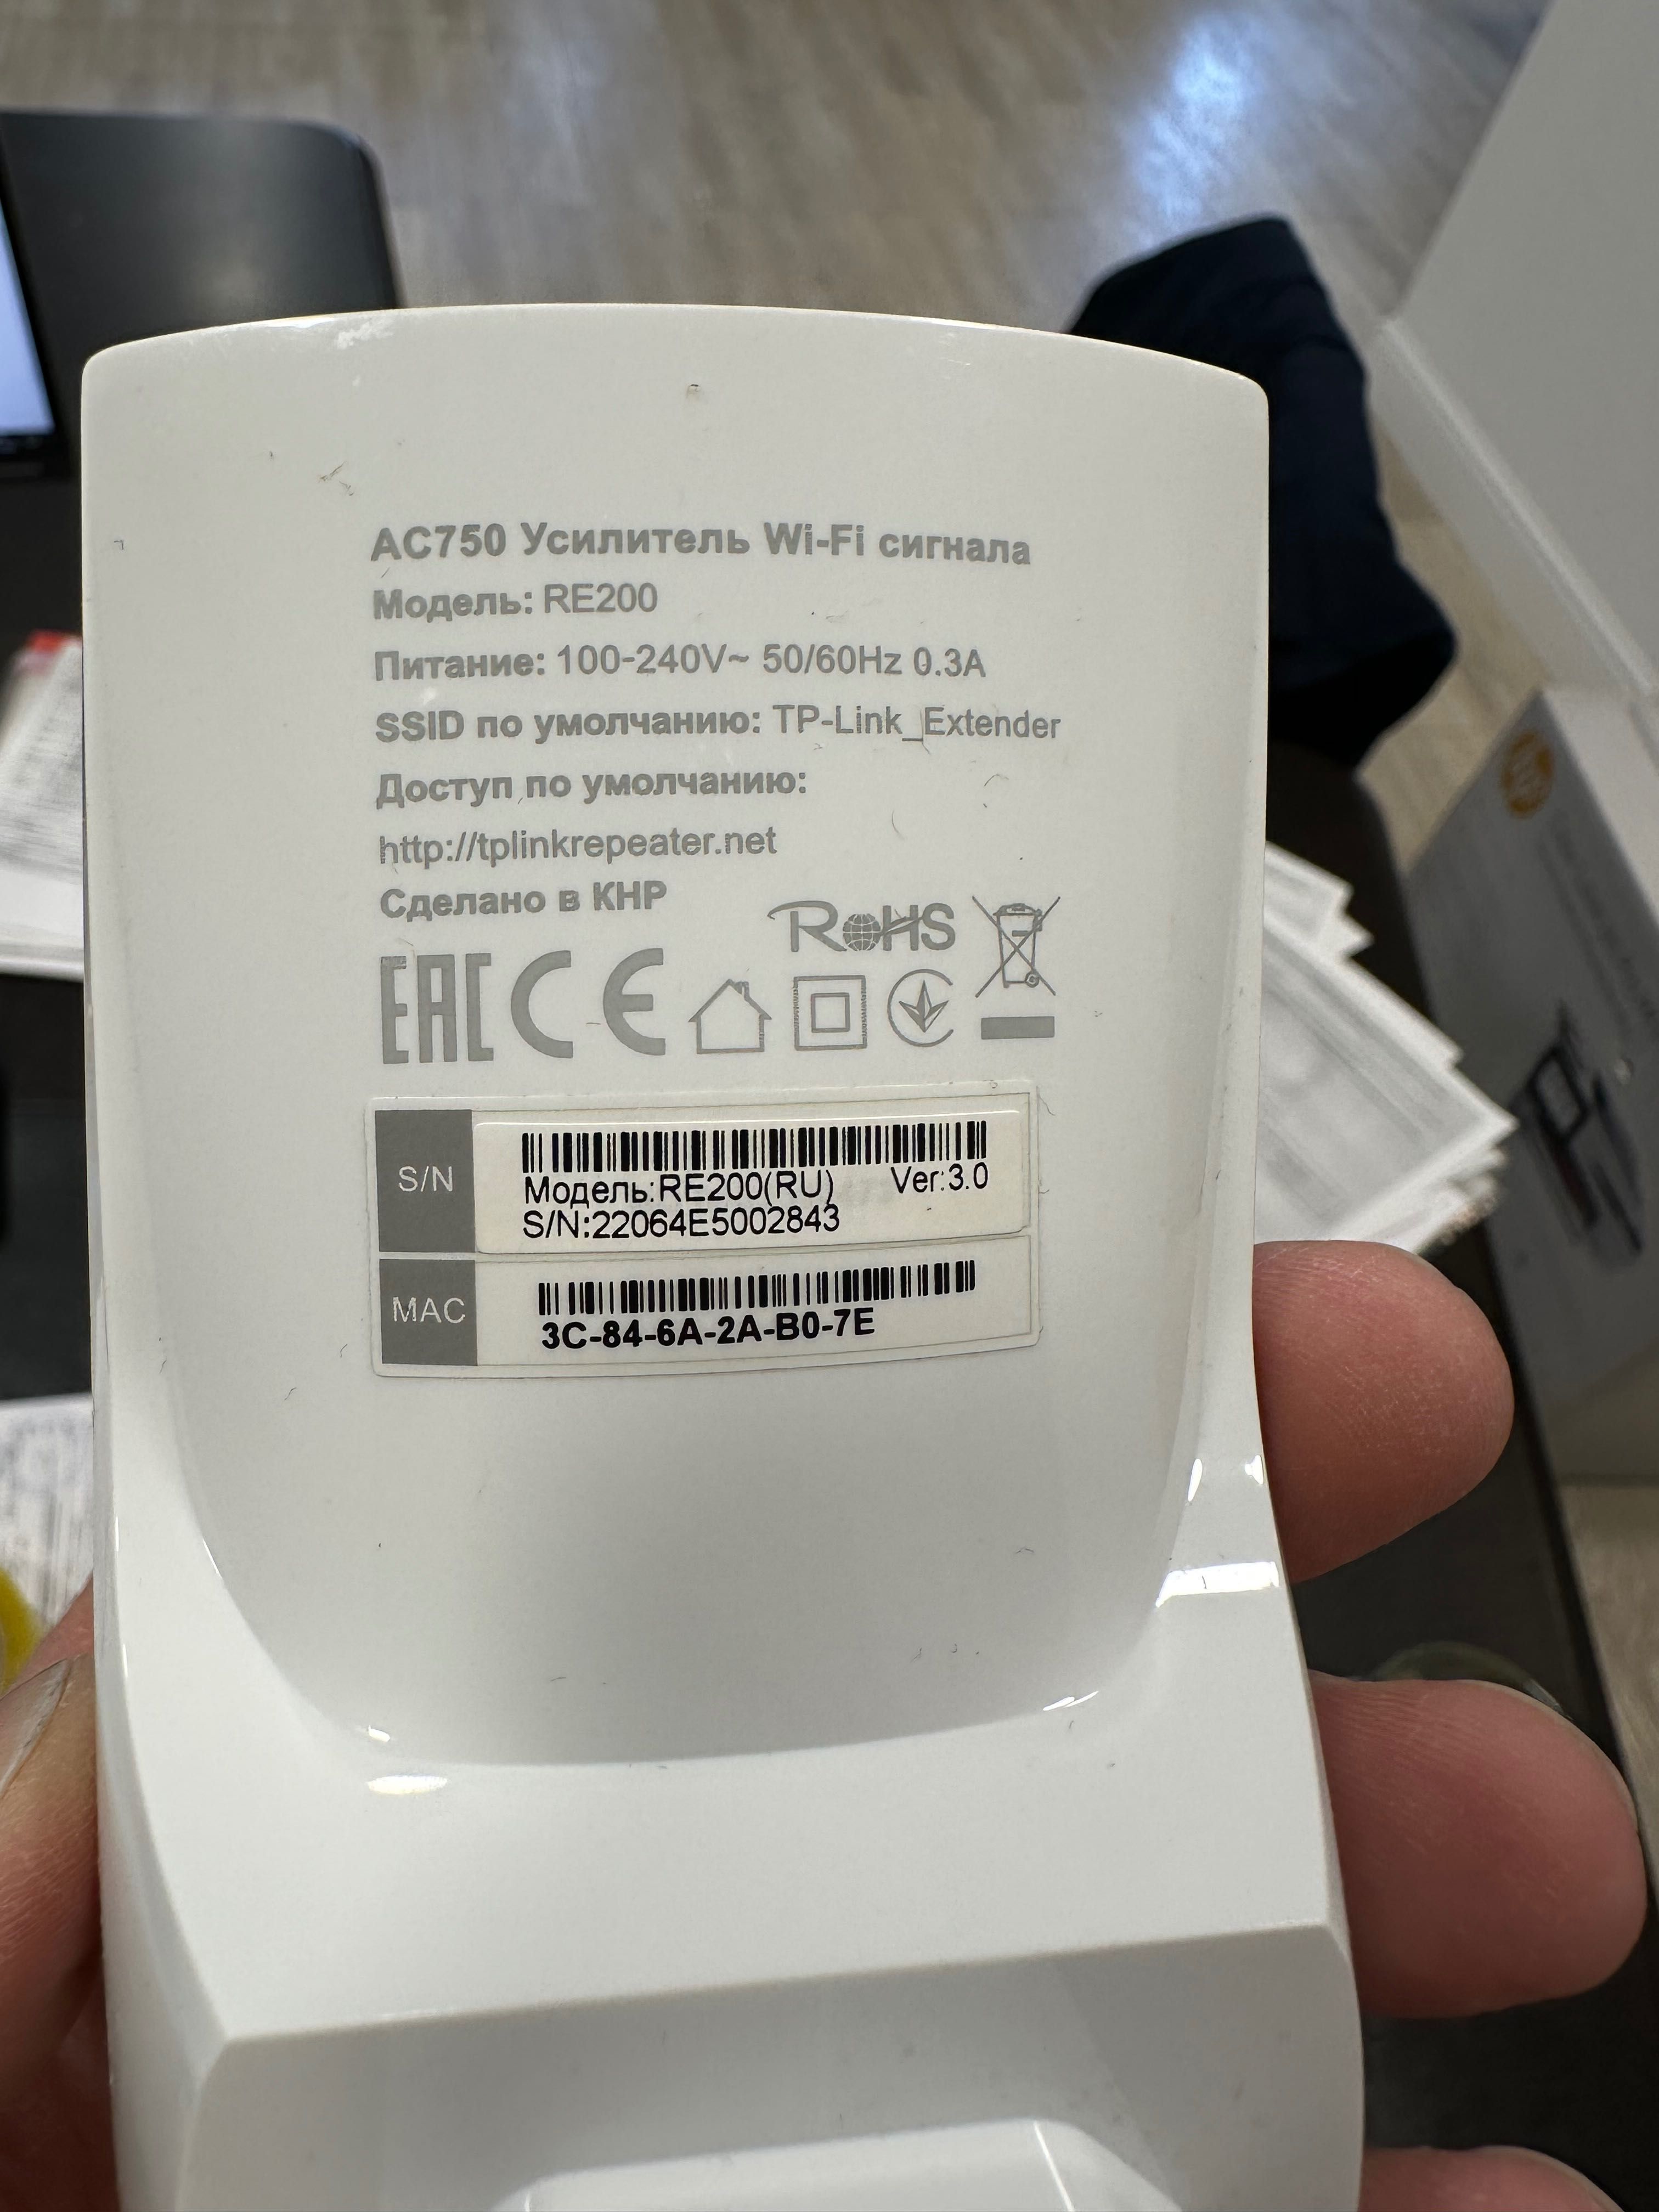 AC750 Усилитель Wi-Fi сигнала
Модель: RE200
Питание: 100-240V~ 50/60Hz 0.3A
SSID по умолчанию: TP-Link_Extender
Доступ по умолчанию:
http://tplinkrepeater.net
Сделано в КНР
RoHS
EAC CE
S/N
Модель:RE200(RU) Ver:3.0
S/N:22064E5002843
MAC
3C-84-6A-2A-B0-7E